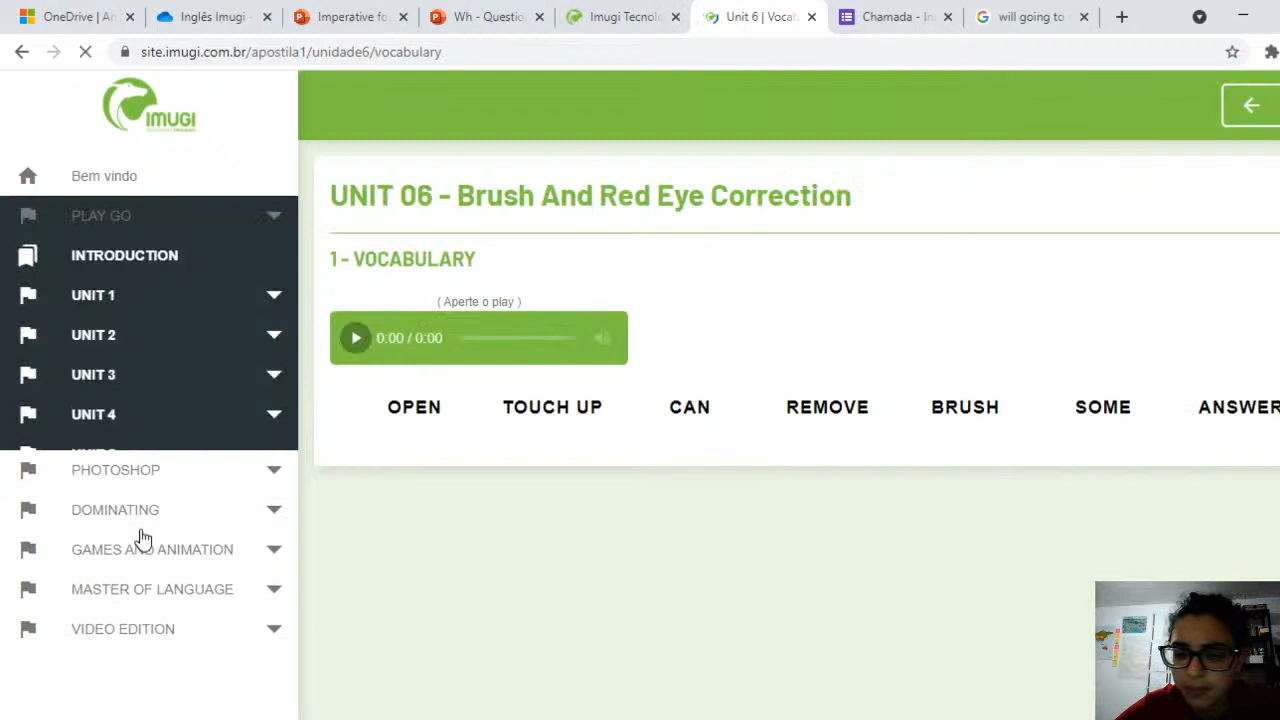 OneDrive | An
Inglês Imugi -
Imperative fo
Wh - Questio
Imugi Tecnol
Unit 6 | Vocab
Chamada - In
will going to
site.imugi.com.br/apostila1/unidade6/vocabulary
IMUGI
Bem vindo
PLAY GO
INTRODUCTION
UNIT 1
UNIT 2
UNIT 3
UNIT 4
PHOTOSHOP
DOMINATING
GAMES AND ANIMATION
MASTER OF LANGUAGE
VIDEO EDITION
UNIT 06 - Brush And Red Eye Correction
1 - VOCABULARY
( Aperte o play )
0:00 / 0:00
OPEN TOUCH UP CAN REMOVE BRUSH SOME ANSWER